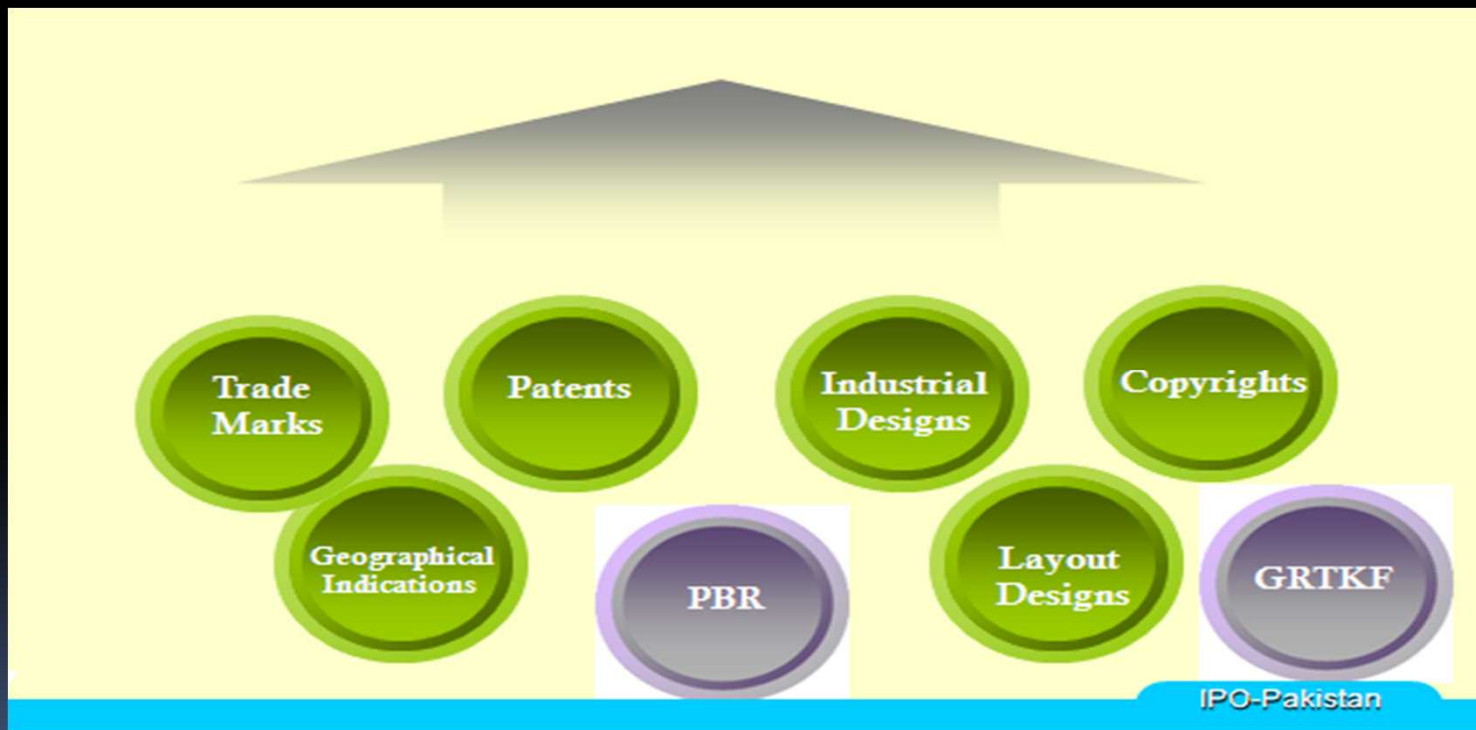 Trade
Marks
Patents
Industrial
Designs
Copyrights
Geographical
Indications
PBR
Layout
Designs
GRTKF
IPO-Pakistan